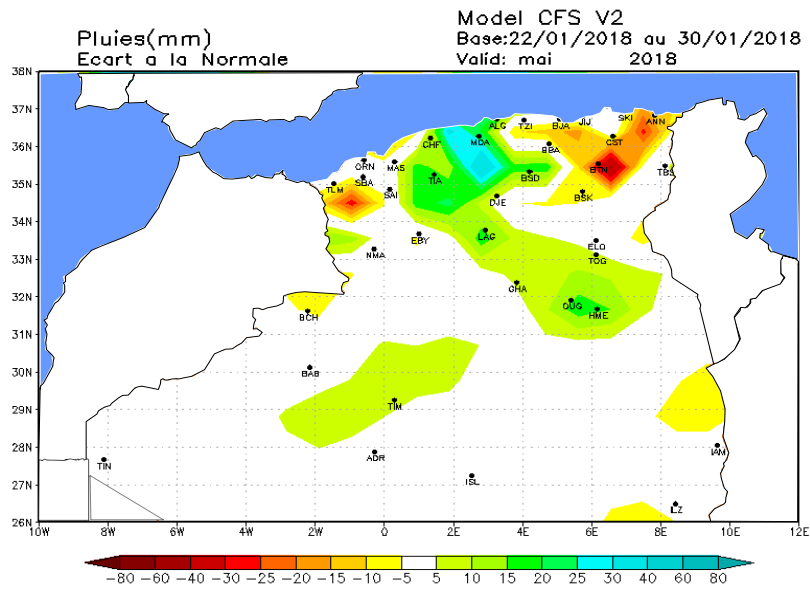 Pluies(mm)
Ecart a la Normale
Model CFS V2
Base:22/01/2018 au 30/01/2018
Valid: mai 2018
38N
37N
36N
35N
34N
33N
32N
31N
30N
29N
28N
27N
26N
ALG
TZI
BJA
JIJ
SKI
ANN
CHF
MDA
BBA
CST
ORN
MAS
TIA
BSD
BTN
TBS
TLM
SBA
SAI
DJE
BSK
EBY
LAG
ELO
NMA
TOG
GHA
BCH
OUG
HME
BAB
TIM
TIN
ADR
IAM
ISL
ILZ
10W 8W 6W 4W 2W 0 2E 4E 6E 8E 10E 12E
-80 -60 -40 -30 -25 -20 -15 -10 -5 5 10 15 20 25 30 40 60 80